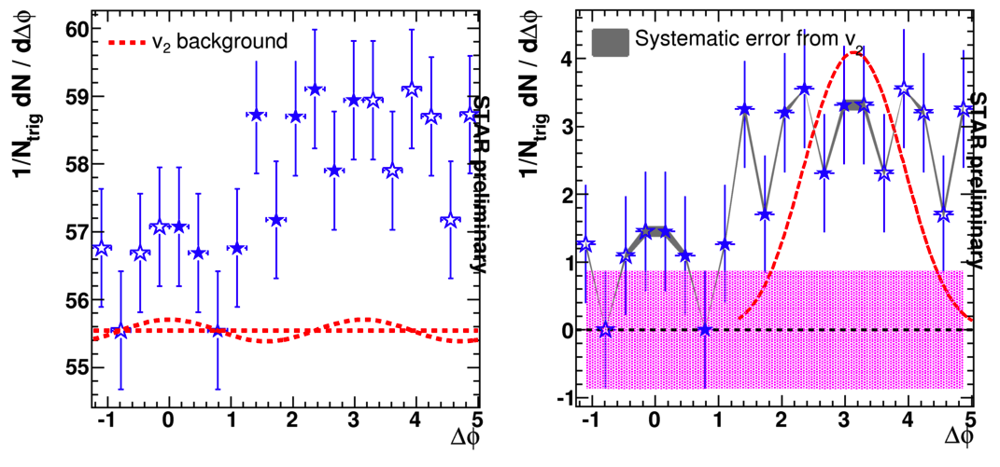 1/N_trig dN / dΔϕ
60
59
58
57
56
55
v₂ background
STAR preliminary
-1 0 1 2 3 4 5
Δϕ
1/N_trig dN / dΔϕ
4
3
2
1
0
-1
Systematic error from v₂
STAR preliminary
-1 0 1 2 3 4 5
Δϕ